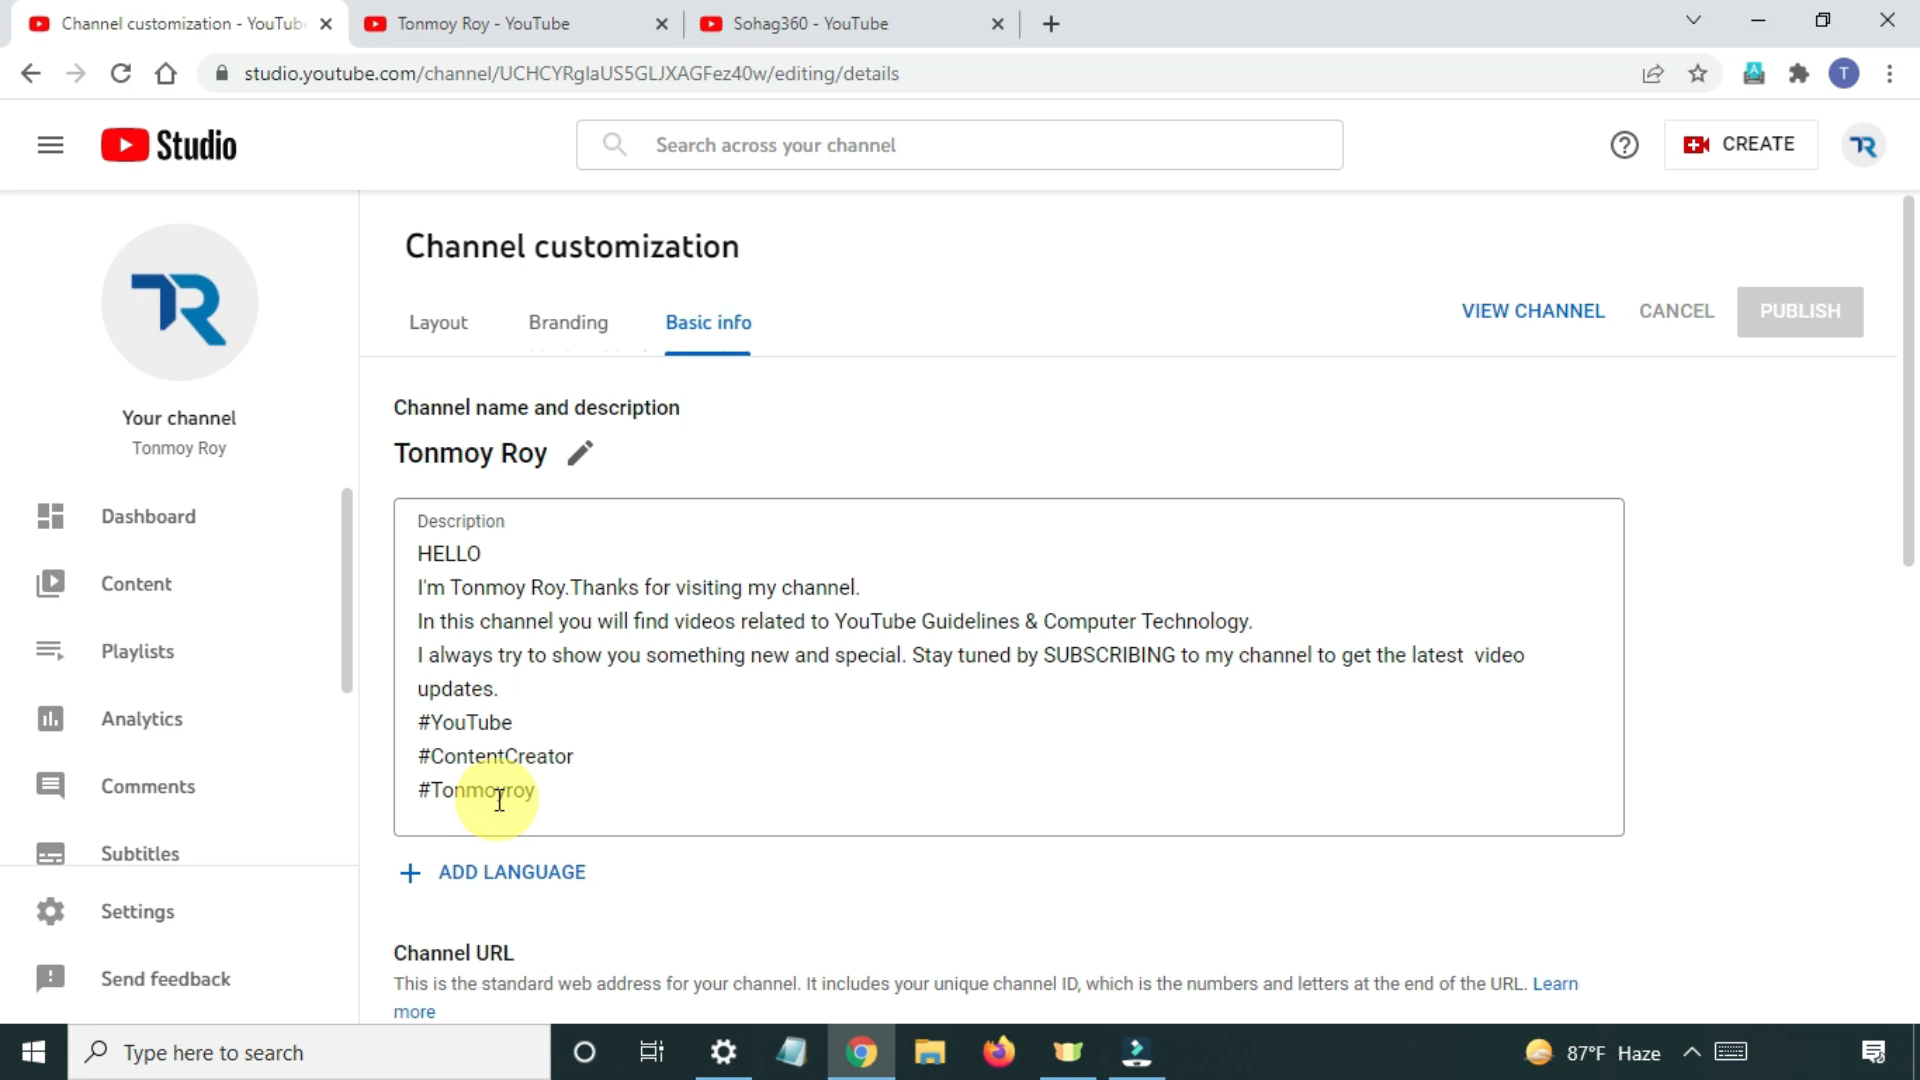 Channel customization - YouTube
Tonmoy Roy - YouTube
Sohag360 - YouTube
studio.youtube.com/channel/UCHCYRglaUS5GLJXAGFez40w/editing/details
T
Studio
Search across your channel
CREATE
TR
TR
Your channel
Tonmoy Roy
Dashboard
Content
Playlists
Analytics
Comments
Subtitles
Settings
Send feedback
Channel customization
Layout
Branding
Basic info
VIEW CHANNEL
CANCEL
PUBLISH
Channel name and description
Tonmoy Roy
Description
HELLO
I'm Tonmoy Roy.Thanks for visiting my channel.
In this channel you will find videos related to YouTube Guidelines & Computer Technology.
I always try to show you something new and special. Stay tuned by SUBSCRIBING to my channel to get the latest  video
updates.
#YouTube
#ContentCreator
#Tonmoyroy
ADD LANGUAGE
Channel URL
This is the standard web address for your channel. It includes your unique channel ID, which is the numbers and letters at the end of the URL. Learn
more
Type here to search
87°F Haze